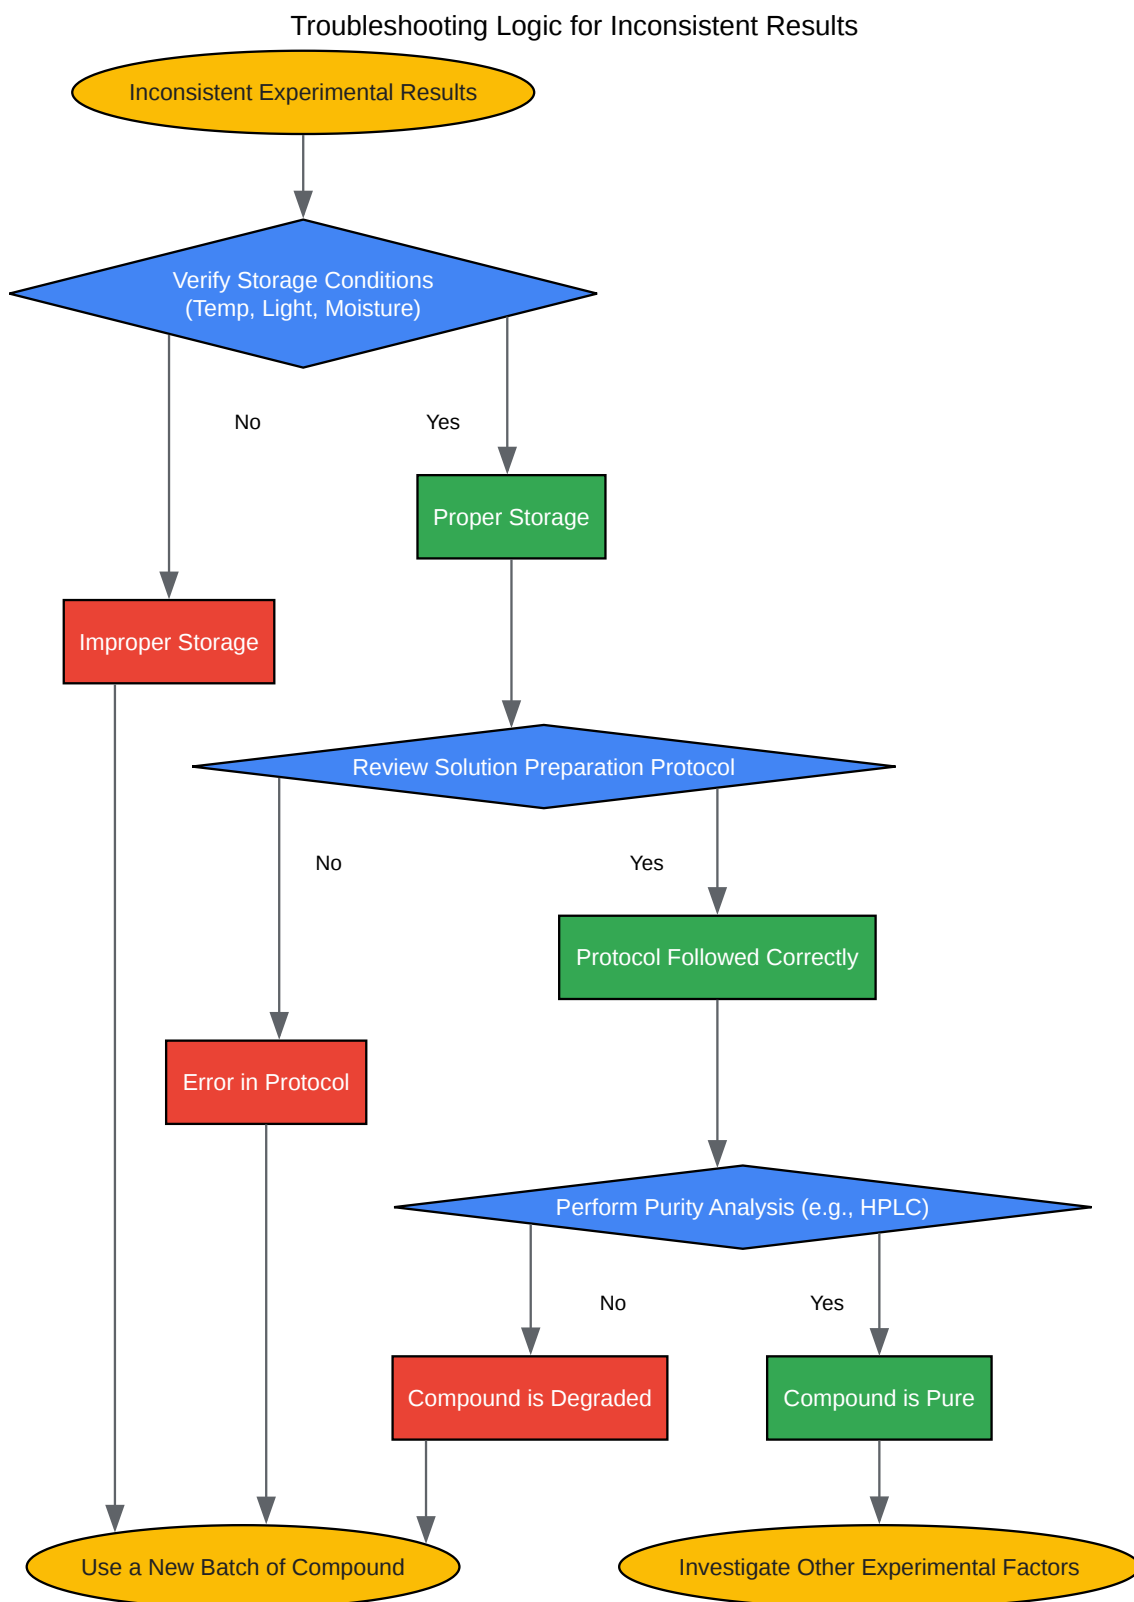 Troubleshooting Logic for Inconsistent Results
Inconsistent Experimental Results
Verify Storage Conditions
(Temp, Light, Moisture)
No
Yes
Proper Storage
Improper Storage
Review Solution Preparation Protocol
No
Yes
Protocol Followed Correctly
Error in Protocol
Perform Purity Analysis (e.g., HPLC)
No
Yes
Compound is Degraded
Compound is Pure
Use a New Batch of Compound
Investigate Other Experimental Factors